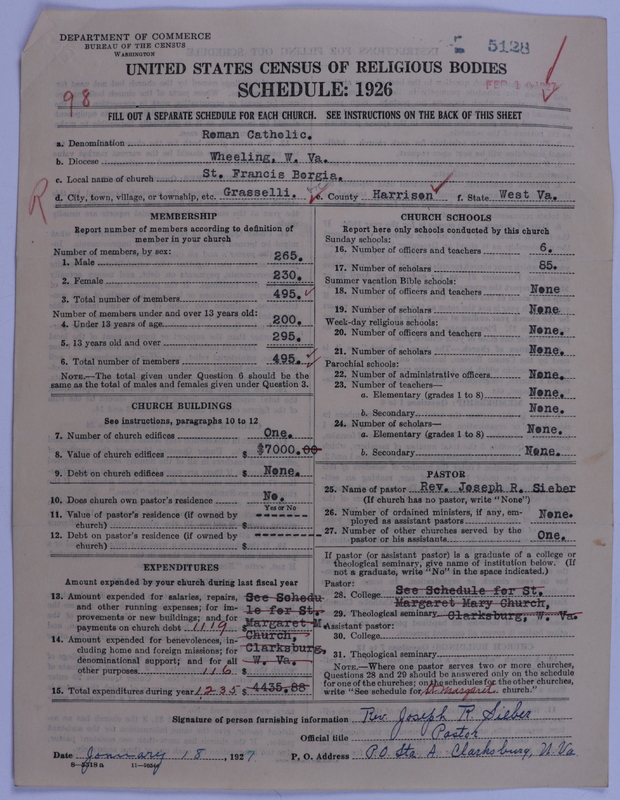 DEPARTMENT OF COMMERCE
BUREAU OF THE CENSUS
WASHINGTON
5128
UNITED STATES CENSUS OF RELIGIOUS BODIES
SCHEDULE: 1926
98
FILL OUT A SEPARATE SCHEDULE FOR EACH CHURCH. SEE INSTRUCTIONS ON THE BACK OF THIS SHEET
a. Denomination Roman Catholic.
b. Diocese Wheeling, W. Va.
c. Local name of church St. Francis Borgia.
d. City, town, village, or township, etc. Grasselli. e. County Harrison f. State West Va.
R
MEMBERSHIP
Report number of members according to definition of
member in your church
Number of members, by sex:
1. Male 265.
2. Female 230.
3. Total number of members 495.
Number of members under and over 13 years old:
4. Under 13 years of age 200.
5. 13 years old and over 295.
6. Total number of members 495.
NOTE.—The total given under Question 6 should be the
same as the total of males and females given under Question 3.
CHURCH BUILDINGS
See instructions, paragraphs 10 to 12
7. Number of church edifices One.
8. Value of church edifices $ $7000.00
9. Debt on church edifices $ None.
10. Does church own pastor's residence No.
Yes or No
11. Value of pastor's residence (if owned by
church) $
12. Debt on pastor's residence (if owned by
church) $
EXPENDITURES
Amount expended by your church during last fiscal year
13. Amount expended for salaries, repairs, See Schedu
and other running expenses; for im- le for St.
provements or new buildings; and for
payments on church debt 1119 $ Margaret M.
14. Amount expended for benevolences, in- Church,
cluding home and foreign missions; for Clarksburg,
denominational support; and for all W. Va.
other purposes 116 $
15. Total expenditures during year 1235 $ 4435.88
CHURCH SCHOOLS
Report here only schools conducted by this church
Sunday schools:
16. Number of officers and teachers 6.
17. Number of scholars 85.
Summer vacation Bible schools:
18. Number of officers and teachers None
19. Number of scholars None
Week-day religious schools:
20. Number of officers and teachers None.
21. Number of scholars None.
Parochial schools:
22. Number of administrative officers None.
23. Number of teachers—
a. Elementary (grades 1 to 8) None.
b. Secondary None.
24. Number of scholars—
a. Elementary (grades 1 to 8) None.
b. Secondary None.
PASTOR
25. Name of pastor Rev. Joseph R. Sieber
(If church has no pastor, write "None")
26. Number of ordained ministers, if any, em-
ployed as assistant pastors None.
27. Number of other churches served by the
pastor or his assistants One.
If pastor (or assistant pastor) is a graduate of a college or
theological seminary, give name of institution below. (If
not a graduate, write "No" in the space indicated.)
Pastor:
28. College See Schedule for St.
Margaret Mary Church,
29. Theological seminary Clarksburg, W. Va.
Assistant pastor:
30. College
31. Theological seminary
NOTE.—Where one pastor serves two or more churches,
Questions 28 and 29 should be answered only on the schedule
for one of the churches; on the schedules for the other churches,
write "See schedule for St. Margaret church."
Signature of person furnishing information Rev. Joseph R Sieber
Official title Pastor
Date January 18, 1927 P. O. Address P.O. Sta. A Clarksburg, W. Va
8—5518 a